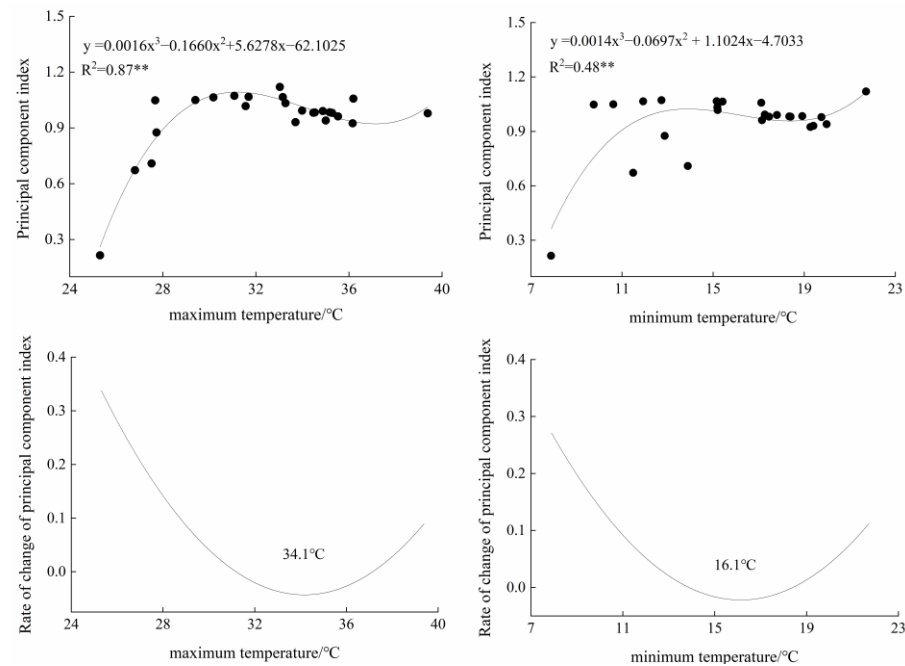 y =0.0016x³−0.1660x²+5.6278x−62.1025
R²=0.87**
1.5
1.2
0.9
0.6
0.3
24
28
32
36
40
Principal component index
maximum temperature/°C
y =0.0014x³−0.0697x² + 1.1024x−4.7033
R²=0.48**
1.5
1.2
0.9
0.6
0.3
7
11
15
19
23
Principal component index
minimum temperature/°C
0.4
0.3
0.2
0.1
0.0
34.1°C
24
28
32
36
40
Rate of change of principal component index
maximum temperature/°C
0.4
0.3
0.2
0.1
0.0
16.1°C
7
11
15
19
23
Rate of change of principal component index
minimum temperature/°C